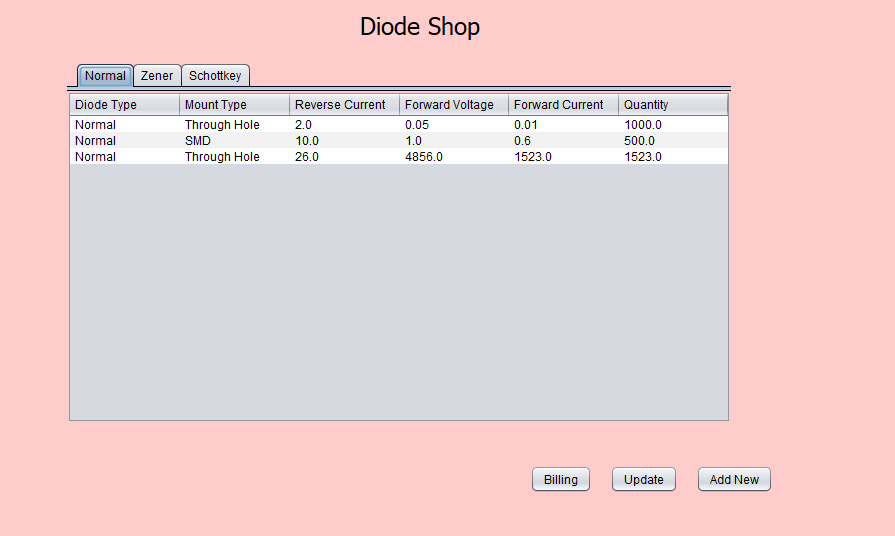 Diode Shop
Normal Zener Schottkey
Diode Type Mount Type Reverse Current Forward Voltage Forward Current Quantity
Normal Through Hole 2.0 0.05 0.01 1000.0
Normal SMD 10.0 1.0 0.6 500.0
Normal Through Hole 26.0 4856.0 1523.0 1523.0
Billing Update Add New